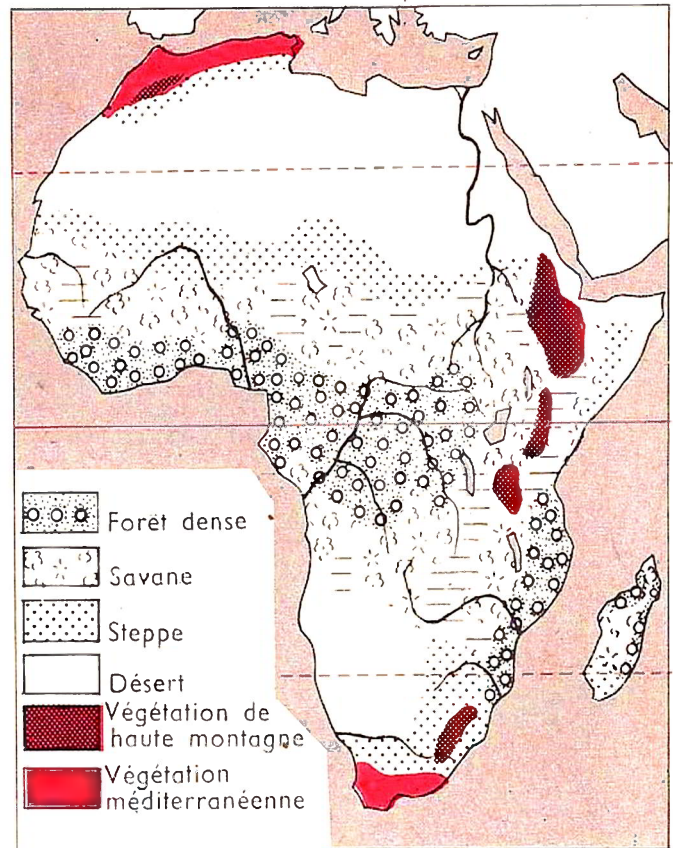 Forêt dense
Savane
Steppe
Désert
Végétation de
haute montagne
Végétation
méditerranéenne